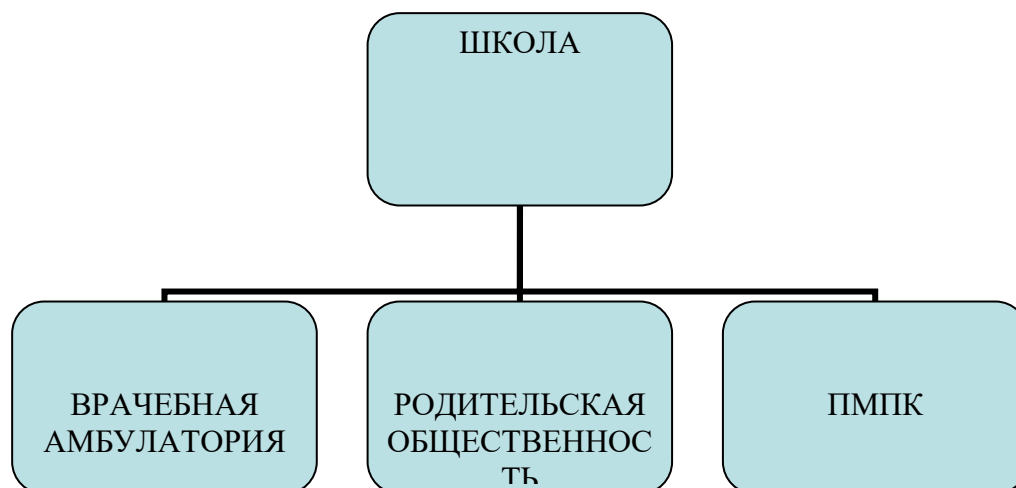 ШКОЛА
ВРАЧЕБНАЯ
АМБУЛАТОРИЯ
РОДИТЕЛЬСКАЯ
ОБЩЕСТВЕННОС
ТЬ
ПМПК